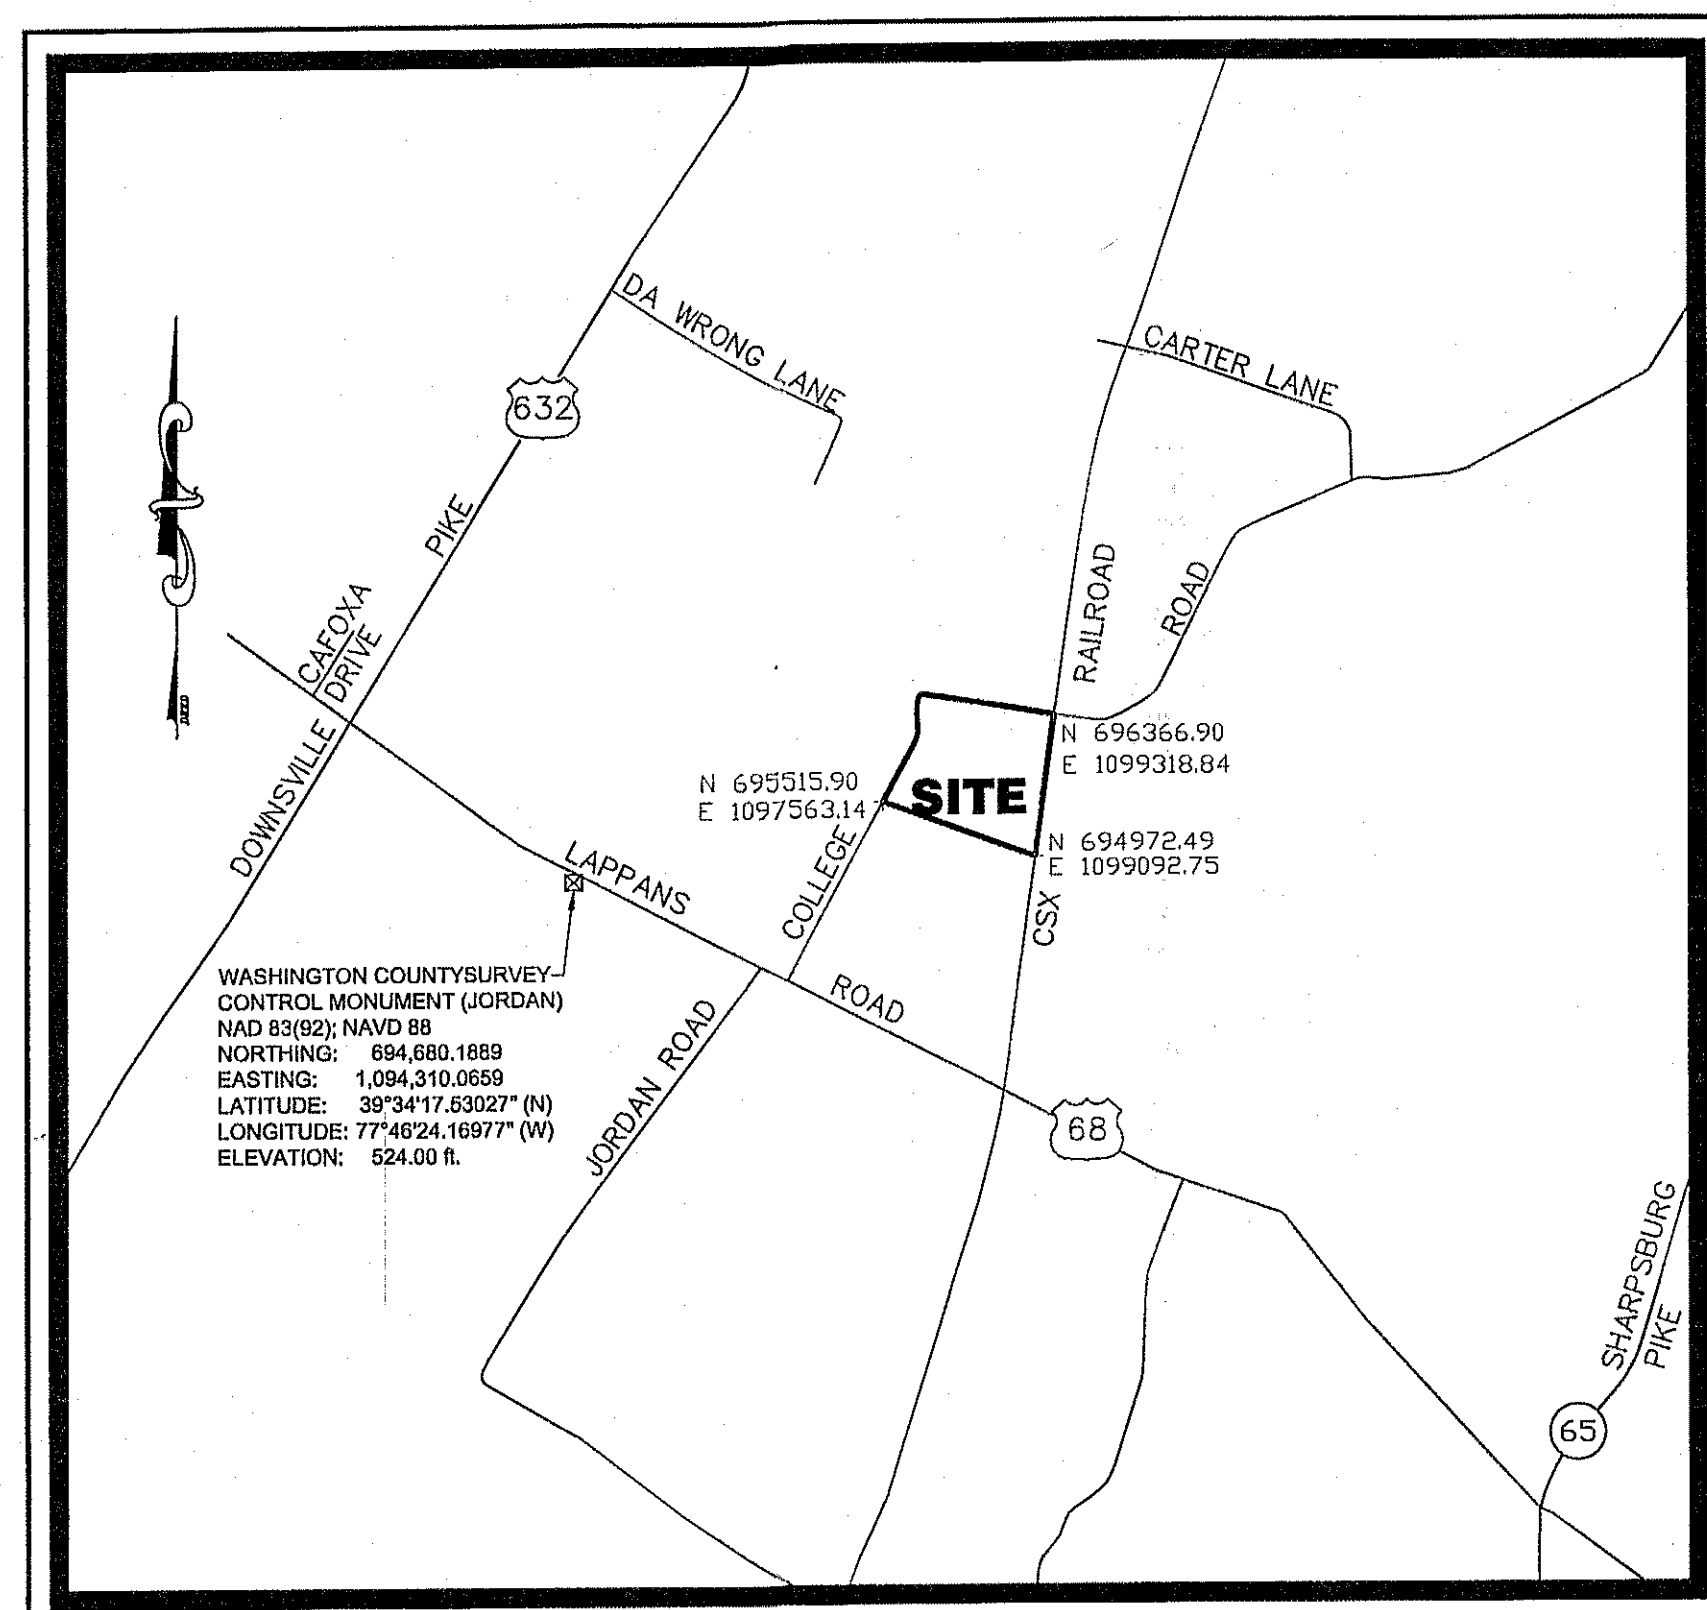 DA WRONG LANE
CARTER LANE
632
PIKE
RAILROAD
ROAD
CAFOXA
DRIVE
DOWNSVILLE
N 696366.90
E 1099318.84
N 695515.90
E 1097563.14
SITE
N 694972.49
E 1099092.75
LAPPANS
COLLEGE
CSX
ROAD
WASHINGTON COUNTYSURVEY
CONTROL MONUMENT (JORDAN)
NAD 83(92); NAVD 88
NORTHING: 694,680.1889
EASTING: 1,094,310.0659
LATITUDE: 39°34'17.53027" (N)
LONGITUDE: 77°46'24.16977" (W)
ELEVATION: 524.00 ft.
JORDAN ROAD
68
SHARPSBURG
PIKE
65